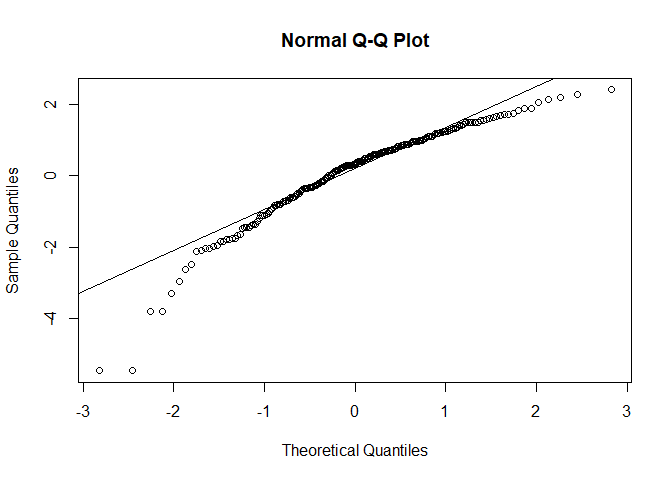 Normal Q-Q Plot
Sample Quantiles
2
0
-2
-4
-3 -2 -1 0 1 2 3
Theoretical Quantiles